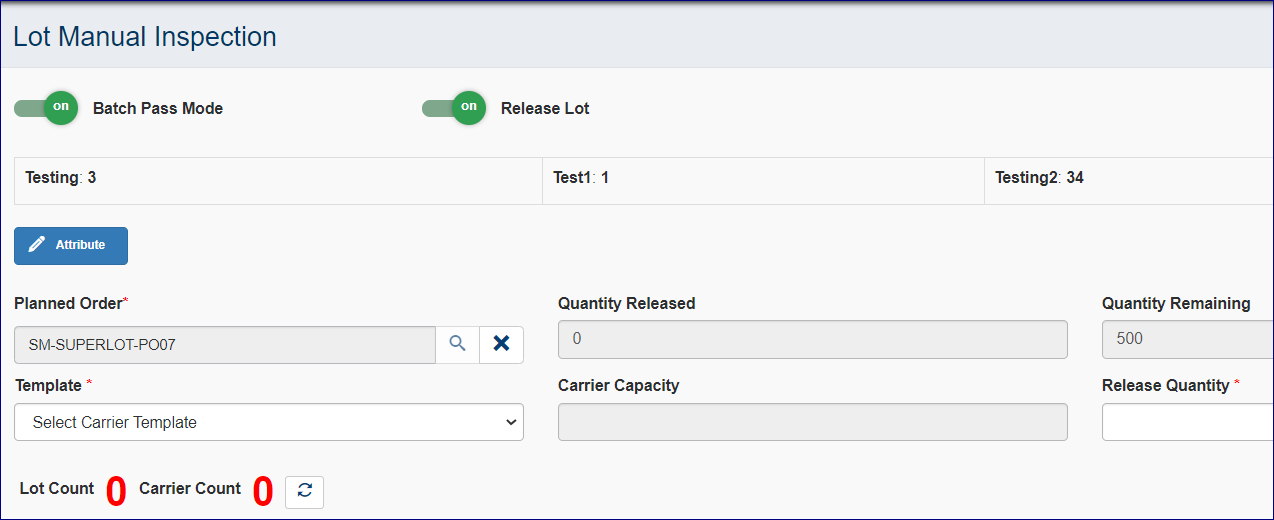 Lot Manual Inspection
on Batch Pass Mode on Release Lot
Testing: 3 Test1: 1 Testing2: 34
Attribute
Planned Order* Quantity Released Quantity Remaining
SM-SUPERLOT-PO07 0 500
Template * Carrier Capacity Release Quantity *
Select Carrier Template
Lot Count 0 Carrier Count 0